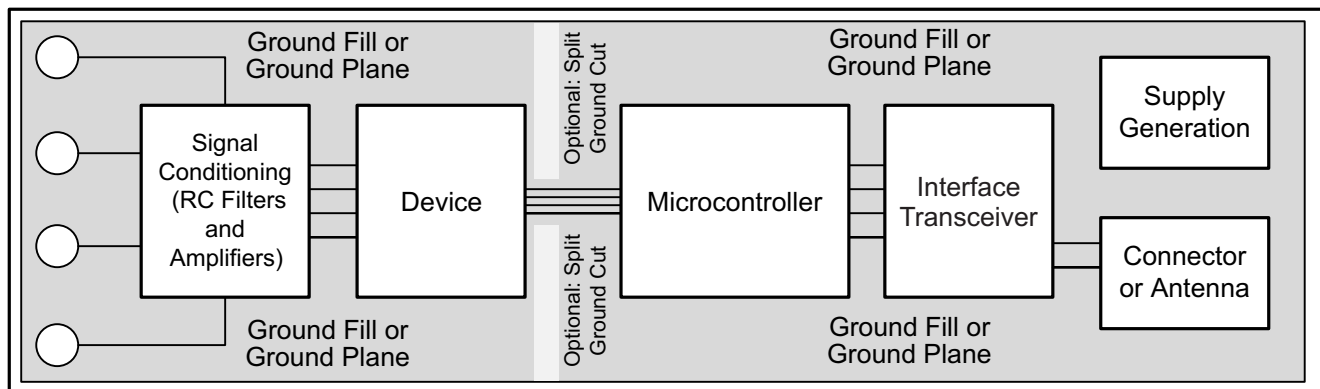 Ground Fill or
Ground Plane
Optional: Split
Ground Cut
Ground Fill or
Ground Plane
Supply
Generation
Signal
Conditioning
(RC Filters
and
Amplifiers)
Device
Microcontroller
Interface
Transceiver
Connector
or Antenna
Ground Fill or
Ground Plane
Optional: Split
Ground Cut
Ground Fill or
Ground Plane